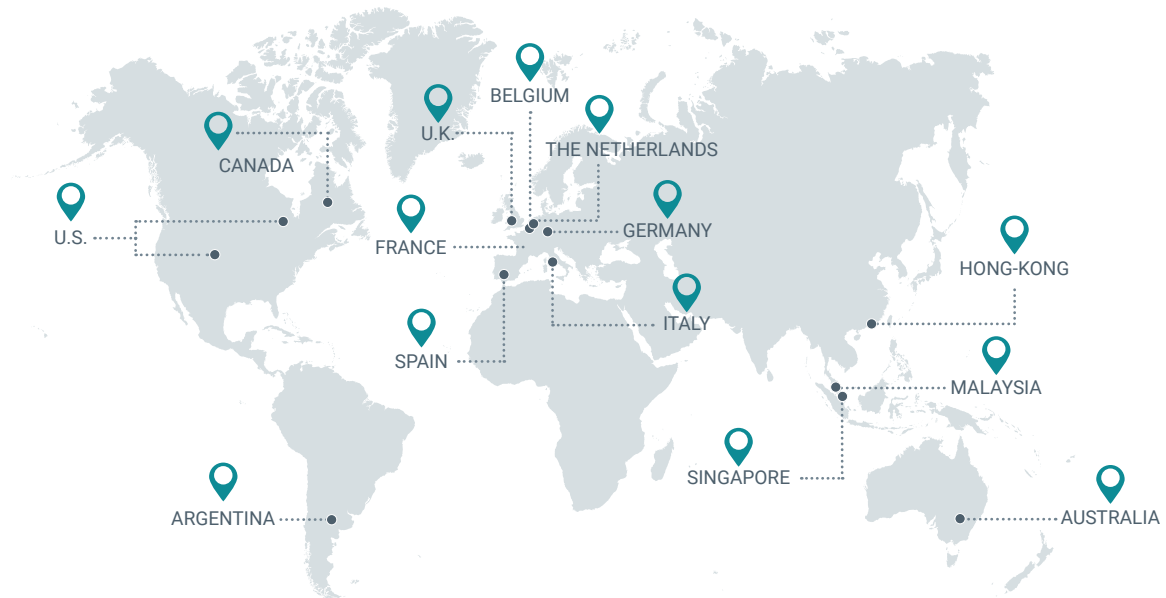 BELGIUM
U.K.
THE NETHERLANDS
CANADA
GERMANY
U.S.
FRANCE
HONG-KONG
ITALY
SPAIN
MALAYSIA
SINGAPORE
ARGENTINA
AUSTRALIA